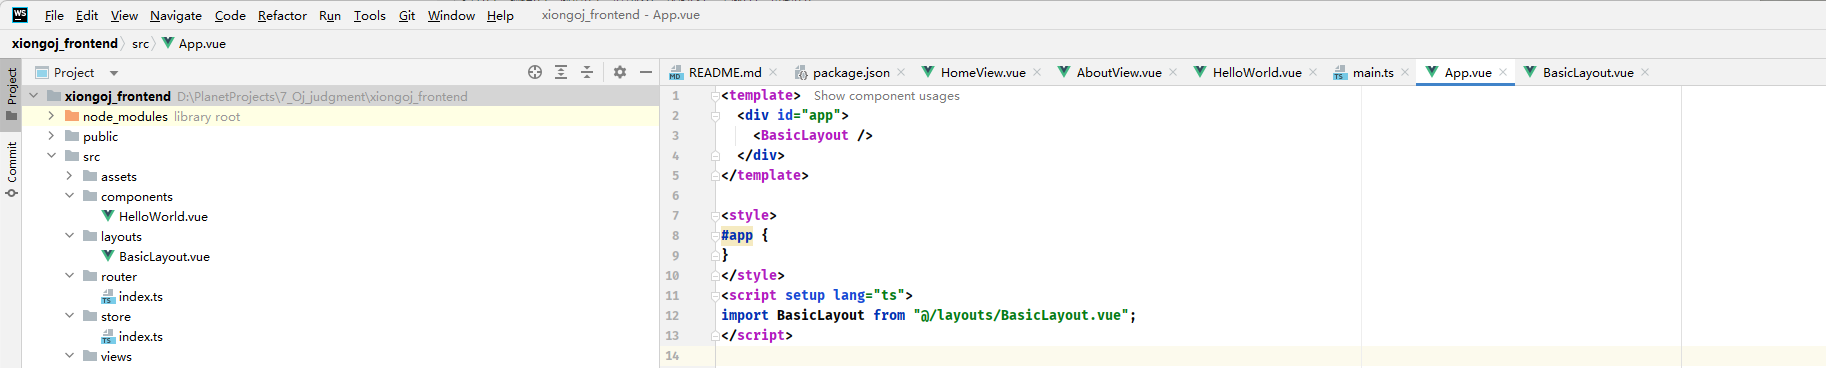 WS File Edit View Navigate Code Refactor Run Tools Git Window Help xiongoj_frontend - App.vue
xiongoj_frontend src App.vue
Project
Commit
Project
xiongoj_frontend D:\PlanetProjects\7_Oj_judgment\xiongoj_frontend
node_modules library root
public
src
assets
components
HelloWorld.vue
layouts
BasicLayout.vue
router
index.ts
store
index.ts
views
README.md package.json HomeView.vue AboutView.vue HelloWorld.vue main.ts App.vue BasicLayout.vue
1 <template> Show component usages
2 <div id="app">
3 <BasicLayout />
4 </div>
5 </template>
6
7 <style>
8 #app {
9 }
10 </style>
11 <script setup lang="ts">
12 import BasicLayout from "@/layouts/BasicLayout.vue";
13 </script>
14